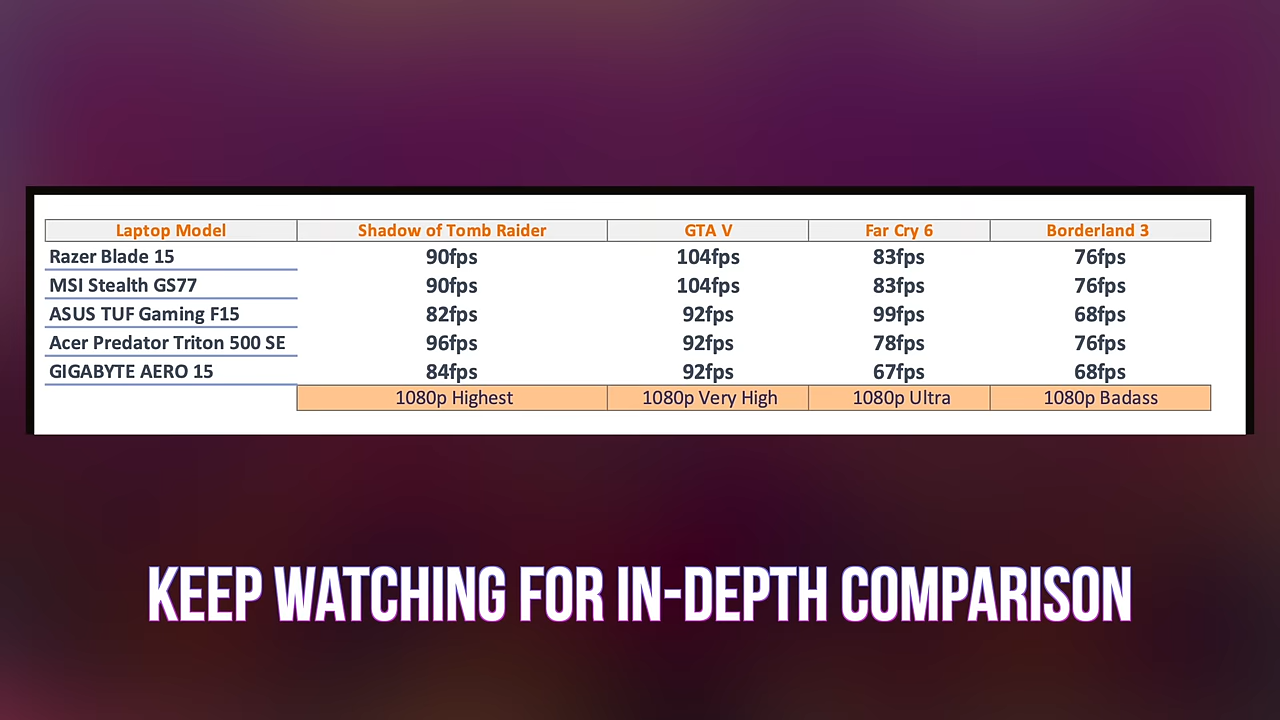 Laptop Model Shadow of Tomb Raider GTA V Far Cry 6 Borderland 3
Razer Blade 15 90fps 104fps 83fps 76fps
MSI Stealth GS77 90fps 104fps 83fps 76fps
ASUS TUF Gaming F15 82fps 92fps 99fps 68fps
Acer Predator Triton 500 SE 96fps 92fps 78fps 76fps
GIGABYTE AERO 15 84fps 92fps 67fps 68fps
1080p Highest 1080p Very High 1080p Ultra 1080p Badass
KEEP WATCHING FOR IN-DEPTH COMPARISON